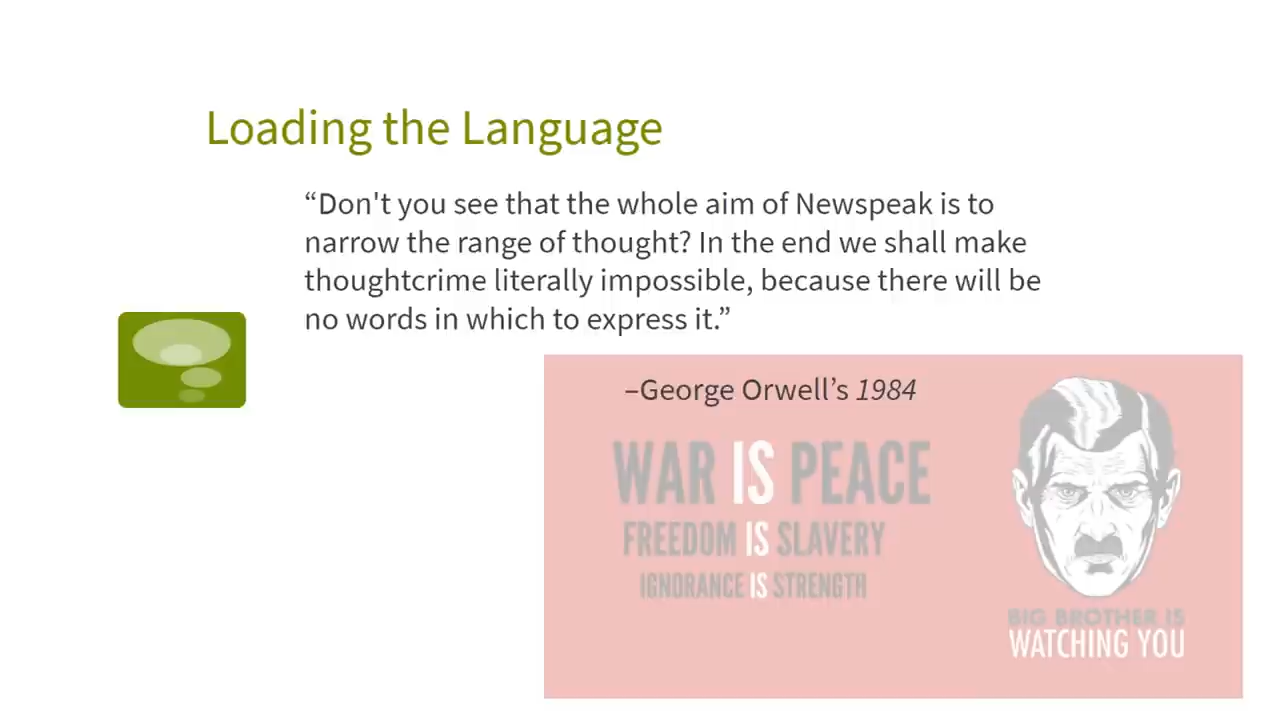 Loading the Language
“Don't you see that the whole aim of Newspeak is to
narrow the range of thought? In the end we shall make
thoughtcrime literally impossible, because there will be
no words in which to express it.”
–George Orwell’s 1984
WAR IS PEACE
FREEDOM IS SLAVERY
IGNORANCE IS STRENGTH
BIG BROTHER IS
WATCHING YOU